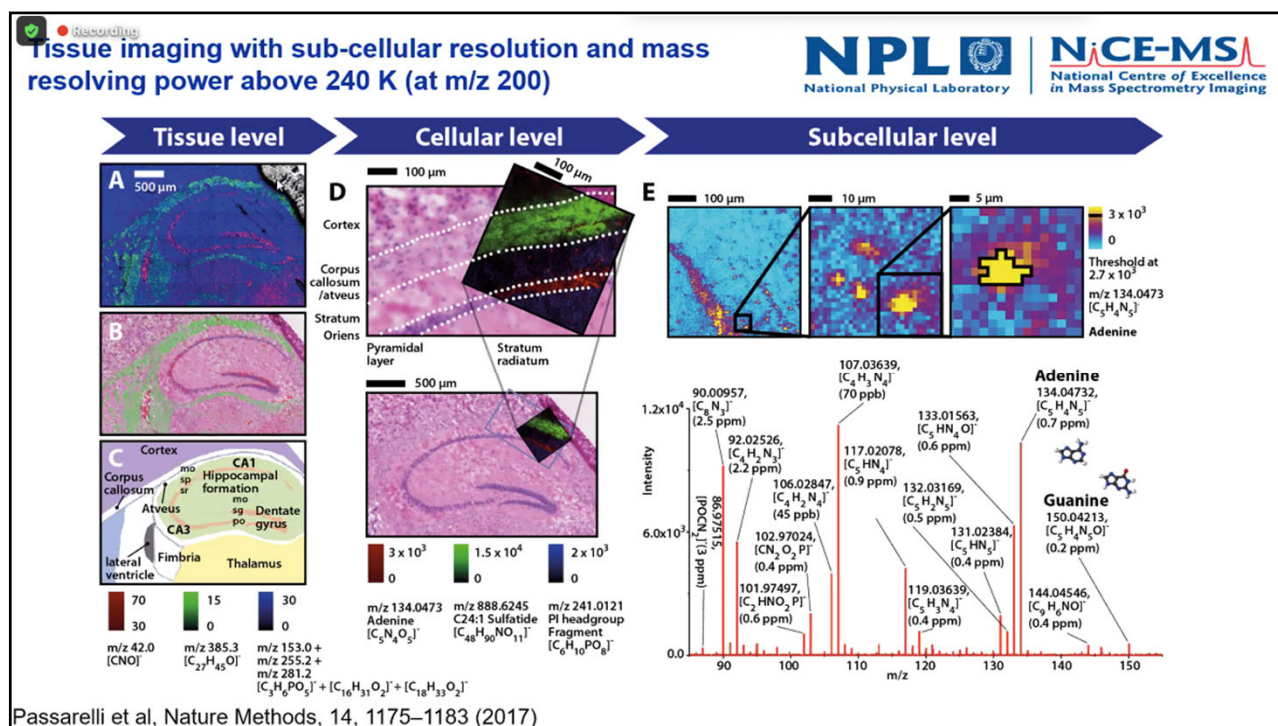 Recording
Tissue imaging with sub-cellular resolution and mass
resolving power above 240 K (at m/z 200)
NPL
National Physical Laboratory
NiCE-MSI
National Centre of Excellence
in Mass Spectrometry Imaging
Tissue level
Cellular level
Subcellular level
A
500 µm
B
C
Cortex
Corpus
callosum
mo
sp
sr
CA1
Hippocampal
formation
mo
sg
po
Dentate
gyrus
Atveus
CA3
lateral
ventricle
Fimbria
Thalamus
70
30
15
0
30
0
m/z 42.0
[CNO]⁻
m/z 385.3
[C₂₇H₄₅O]⁻
m/z 153.0 +
m/z 255.2 +
m/z 281.2
[C₃H₆PO₅]⁻ + [C₁₆H₃₁O₂]⁻ + [C₁₈H₃₃O₂]⁻
D
100 µm
100 µm
Cortex
Corpus
callosum
/atveus
Stratum
Oriens
Pyramidal
layer
Stratum
radiatum
500 µm
3 x 10³
0
1.5 x 10⁴
0
2 x 10³
0
m/z 134.0473
Adenine
[C₅N₄O₅]⁻
m/z 888.6245
C24:1 Sulfatide
[C₄₈H₉₀NO₁₁]⁻
m/z 241.0121
PI headgroup
Fragment
[C₆H₁₀PO₈]⁻
E
100 µm
10 µm
5 µm
3 x 10³
0
Threshold at
2.7 x 10³
m/z 134.0473
[C₅H₄N₅]⁻
Adenine
Intensity
1.2x10⁴
6.0x10³
0.0
86.97515,
[POCN₂]⁻(3 ppm)
90.00957,
[C₈N₃]⁻
(2.5 ppm)
92.02526,
[C₄H₂N₃]⁻
(2.2 ppm)
101.97497,
[C₂HNO₂P]⁻
(0.6 ppm)
102.97024,
[CN₂O₂P]⁻
(0.4 ppm)
106.02847,
[C₄H₂N₄]⁻
(45 ppb)
107.03639,
[C₄H₃N₄]⁻
(70 ppb)
117.02078,
[C₅HN₄]⁻
(0.9 ppm)
119.03639,
[C₅H₃N₄]⁻
(0.4 ppm)
131.02384,
[C₅HN₅]⁻
(0.4 ppm)
132.03169,
[C₅H₂N₅]⁻
(0.5 ppm)
133.01563,
[C₅HN₄O]⁻
(0.6 ppm)
Adenine
134.04732,
[C₅H₄N₅]⁻
(0.7 ppm)
144.04546,
[C₉H₆NO]⁻
(0.4 ppm)
Guanine
150.04213,
[C₅H₄N₅O]⁻
(0.2 ppm)
90
100
110
120
130
140
150
m/z
Passarelli et al, Nature Methods, 14, 1175–1183 (2017)